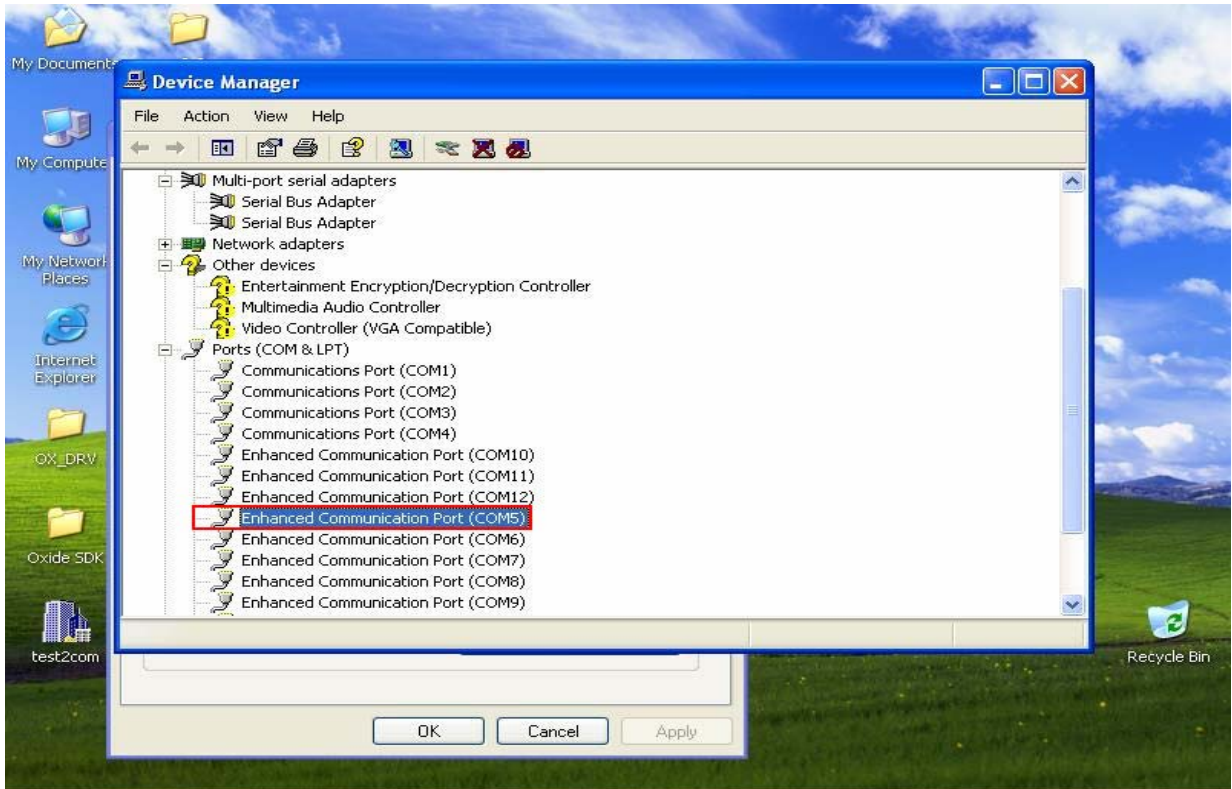 My Documents
Device Manager
File Action View Help
My Compute
Multi-port serial adapters
Serial Bus Adapter
Serial Bus Adapter
Network adapters
My Network
Places
Other devices
Entertainment Encryption/Decryption Controller
Multimedia Audio Controller
Video Controller (VGA Compatible)
Ports (COM & LPT)
Internet
Explorer
Communications Port (COM1)
Communications Port (COM2)
Communications Port (COM3)
Communications Port (COM4)
OX_DRV
Enhanced Communication Port (COM10)
Enhanced Communication Port (COM11)
Enhanced Communication Port (COM12)
Enhanced Communication Port (COM5)
Enhanced Communication Port (COM6)
Oxide SDK
Enhanced Communication Port (COM7)
Enhanced Communication Port (COM8)
Enhanced Communication Port (COM9)
test2com
Recycle Bin
OK Cancel Apply